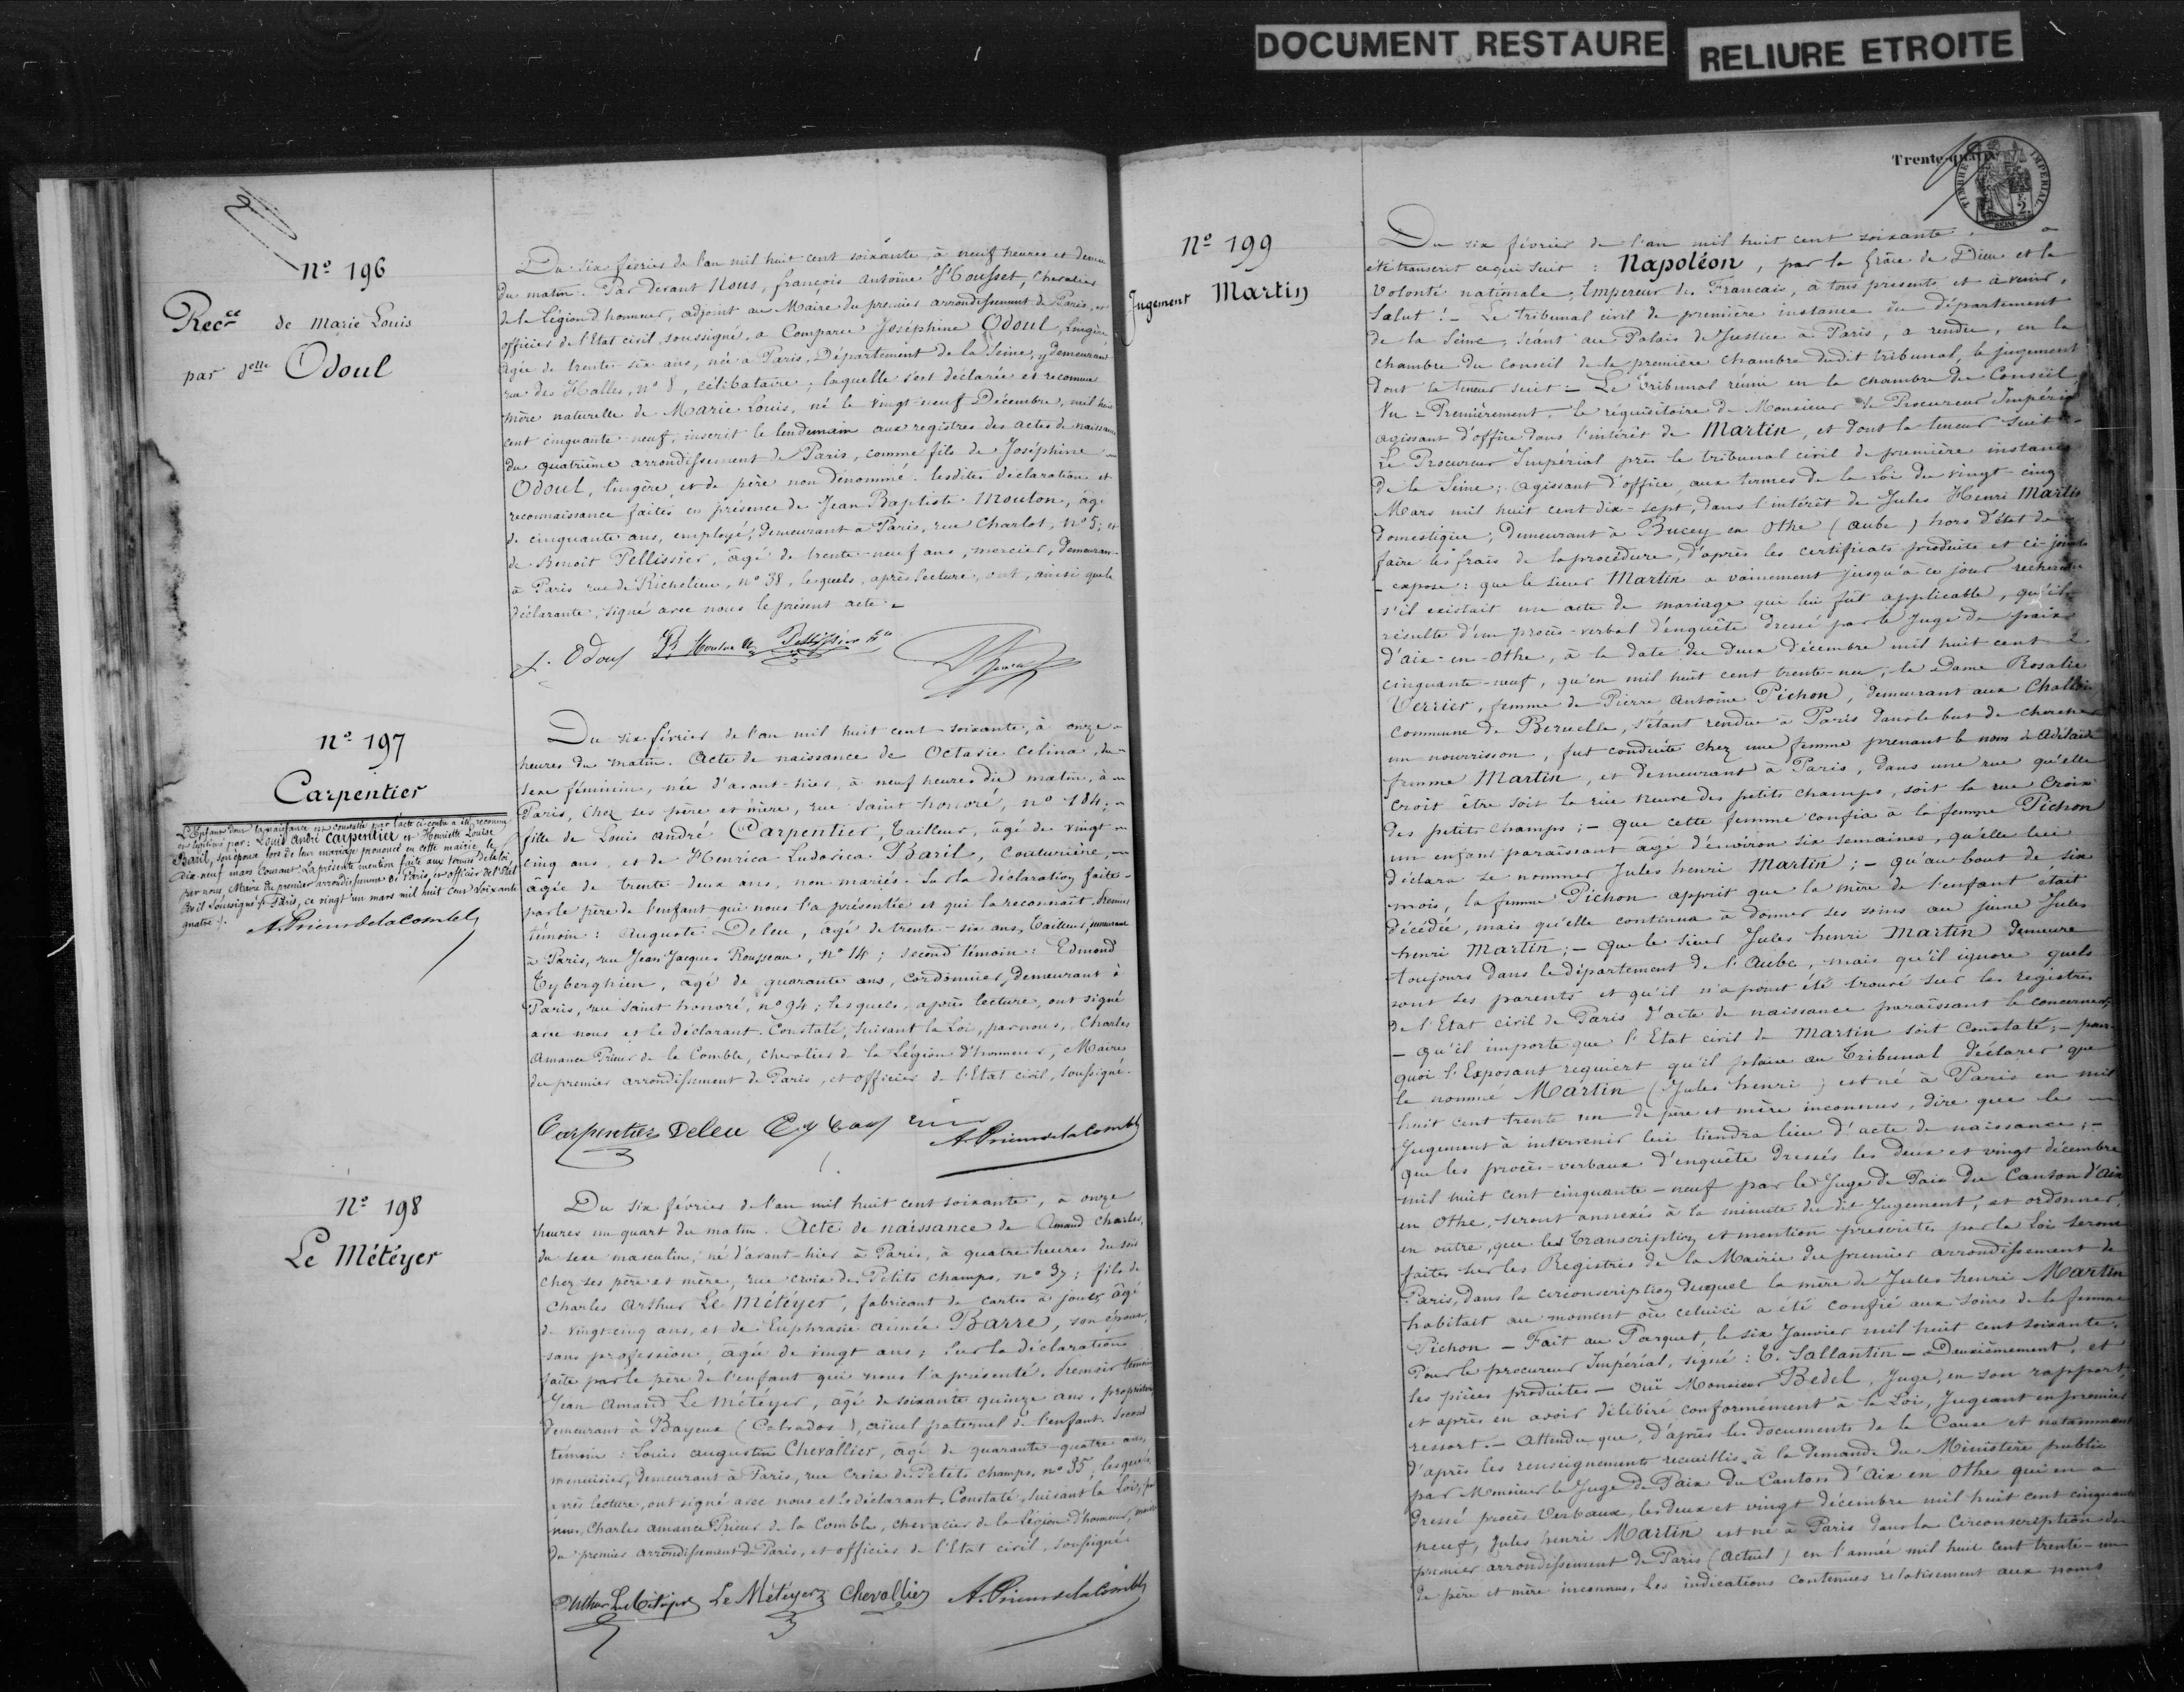 DOCUMENT RESTAURE
RELIURE ETROITE
Nº 196
Recce de Marie Louis
par delle Odoul
Du six février de l'an mil huit cent soixante à neuf heures et demie
du matin. Par devant Nous, françois Antoine Housset, Chevalier
de la Légion d'honneur, adjoint au Maire du premier arrondissement de Paris, et
officier de l'Etat civil, soussigné, a Comparu Joséphine Odoul, lingère
âgée de trente six ans, née à Paris, Département de la Seine, y demeurant
rue des Halles, nº 8, célibataire; laquelle s'est déclarée et reconnue
mère naturelle de Marie Louis, né le vingt-neuf Décembre, mil huit
cent cinquante-neuf, inscrit le lendemain aux registres des actes de naissance
du quatrième arrondissement de Paris, comme fils de Joséphine
Odoul, lingère et de père non dénommé. lesdites déclaration et
reconnaissance faites en présence de Jean Baptiste Mouton, âgé
de cinquante ans, employé, demeurant à Paris, rue Charlot, nº 5; et
de Benoît Pellissier, âgé de trente-neuf ans, mercier, demeurant
à Paris rue de Richelieu, nº 38, lesquels, après lecture, ont, ainsi que la
déclarante, signé avec nous le présent acte.
J. Odoul
Nº 197
Carpentier
L'Enfant dont la naissance est constatée par l'acte ci-contre a été reconnu
et légitimé par: Louis André Carpentier et Henriette Louise
Baril, son épouse lors de leur mariage prononcé en cette mairie le
dix-neuf mars courant. La présente mention faite aux termes de la loi,
par nous, Maire du premier arrondissement de Paris, et officier de l'Etat
Civil soussigné. Paris, ce vingt un mars mil huit cent soixante
quatre.
A. Prieur de la Comble
Du six février de l'an mil huit cent soixante, à onze
heures du matin. Acte de naissance de Octavie Celina, du
sexe féminin, née d'avant-hier, à neuf heures du matin, à
Paris, chez ses père et mère, rue saint honoré, nº 184;
fille de Louis André Carpentier, Tailleur, âgé de vingt
cinq ans, et de Henrica Ludovica Baril, couturière,
âgée de trente-deux ans, non mariés. Sur la déclaration faite
par le père de l'enfant qui nous l'a présentée et qui la reconnaît. Premier
témoin: Auguste Deleu, âgé de trente-six ans, Tailleur, demeurant
à Paris, rue Jean Jacques Rousseau, nº 14; second témoin: Edmond
Tyberghien, âgé de quarante ans, cordonnier, demeurant à
Paris, rue Saint honoré, nº 94; lesquels, après lecture, ont signé
avec nous et le déclarant. Constaté, suivant la Loi, par nous, Charles
Amance Prieur de la Comble, chevalier de la Légion d'honneur, Maire
du premier arrondissement de Paris, et officier de l'Etat civil, soussigné.
Carpentier Deleu A. Prieur de la Comble
Nº 198
Le Météyer
Du six février de l'an mil huit cent soixante, à onze
heures un quart du matin. Acte de naissance de Amand Charles,
du sexe masculin, né d'avant-hier à Paris, à quatre heures du soir
chez ses père et mère, rue croix des Petits champs, nº 37; fils de
Charles Arthur Le Météyer, fabricant de cartes à jouer, âgé
de vingt-cinq ans, et de Euphrasie aimée Barre, son épouse,
sans profession, âgée de vingt ans; Sur la déclaration
faite par le père de l'enfant qui nous l'a présenté. Premier témoin
Jean Amand Le Météyer, âgé de soixante quinze ans, propriétaire
demeurant à Bayeux (Calvados), aïeul paternel de l'enfant. Second
témoin: Louis augustin Chevallier, âgé de quarante-quatre ans,
menuisier, demeurant à Paris, rue Croix des Petits champs, nº 35; lesquels,
après lecture, ont signé avec nous et le déclarant. Constaté, suivant la Loi, par
nous, Charles amance Prieur de la Comble, chevalier de la Légion d'honneur, maire
du premier arrondissement de Paris, et officier de l'Etat civil, soussigné.
Arthur Le Météyer Le Météyer Chevallier A. Prieur de la Comble
Trente-quatre
TIMBRE IMPERIAL
SEINE
Nº 199
Jugement Martin
Du six février de l'an mil huit cent soixante. a
été transcrit ce qui suit: Napoléon, par la Grâce de Dieu et la
Volonté nationale, Empereur des Francais, à tous presents et à venir,
Salut! - Le tribunal civil de première instance du département
de la Seine, séant au Palais de Justice à Paris, a rendu, en la
chambre du Conseil de la première Chambre dudit tribunal, le jugement
dont la teneur suit: - Le Tribunal réuni en la chambre du Conseil,
Vu - Premièrement. - le réquisitoire de Monsieur le Procureur Impérial
agissant d'office dans l'intérêt de Martin, et dont la teneur suit:
Le Procureur Impérial près le tribunal civil de première instance
de la Seine; agissant d'office aux termes de la Loi du vingt-cinq
Mars mil huit cent dix-sept, dans l'intérêt de Jules Henri Martin
domestique, demeurant à Bucey en Othe (aube) hors d'état de
faire les frais de la procédure, d'après les certificats produits et ci joints
- expose: que le sieur Martin a vainement jusqu'à ce jour recherché
s'il existait un acte de mariage qui lui fût applicable, qu'il
résulte d'un procès-verbal d'enquête dressé par le Juge de paix
d'aix-en-Othe, à la date du deux décembre mil huit cent
cinquante-neuf, qu'en mil huit cent trente-un, la Dame Rosalie
Verrier, femme de Pierre Antoine Pichon, demeurant aux
commune de Beruelle, s'étant rendue à Paris dans le but de chercher
un nourrisson, fut conduite chez une femme prenant le nom de Adélaïde
femme Martin, et demeurant à Paris, dans une rue qu'elle
croit être soit la rue neuve des petits champs, soit la rue Croix
des petits champs; - que cette femme confia à la femme Pichon
un enfant paraissant âgé d'environ six semaines, qu'elle lui
déclara se nommer Jules henri Martin; - qu'au bout de six
mois, la femme Pichon apprit que la mère de l'enfant était
décédée, mais qu'elle continua à donner ses soins au jeune Jules
henri Martin; - Que le sieur Jules henri Martin demeure
toujours dans le département de l'Aube, mais qu'il ignore quels
sont ses parents et qu'il n'a point été trouvé sur les registres
de l'Etat civil de Paris d'acte de naissance paraissant le concerner;
- qu'il importe que l'Etat civil de Martin soit Constaté; - pour
quoi l'Exposant requiert qu'il plaise au Tribunal déclarer que
le nommé Martin (Jules henri) est né à Paris en mil
huit cent trente un de père et mère inconnus, dire que le
Jugement à intervenir lui tiendra lieu d'acte de naissance; -
que les procès-verbaux d'enquête dressés les deux et vingt décembre
mil huit cent cinquante-neuf par le Juge de Paix du Canton d'Aix
en Othe, seront annexés à la minute du dit Jugement, et ordonner,
en outre, que les transcription et mention prescrites par la Loi seront
faites sur les Registres de la Mairie du premier arrondissement de
Paris, dans la circonscription duquel la mère de Jules henri Martin
habitait au moment où celui-ci a été confié aux soins de la femme
Pichon - Fait au Parquet, le six Janvier mil huit cent soixante.
Pour le procureur Impérial, signé: E. Sallantin - Deuxièmement, et
les pièces produites - ouï Monsieur Bedel, Juge, en son rapport,
et après en avoir délibéré conformément à la Loi, Jugeant en premier
ressort. - Attendu que, d'après les documents de la Cause et notamment
d'après les renseignements recueillis, à la demande du Ministère public
par Monsieur le Juge de Paix du Canton d'Aix en Othe qui en a
dressé procès verbaux, les deux et vingt décembre mil huit cent cinquante
neuf, Jules henri Martin est né à Paris dans la Circonscription du
premier arrondissement de Paris (actuel) en l'année mil huit cent trente-un
de père et mère inconnus, les indications contenues relativement aux noms